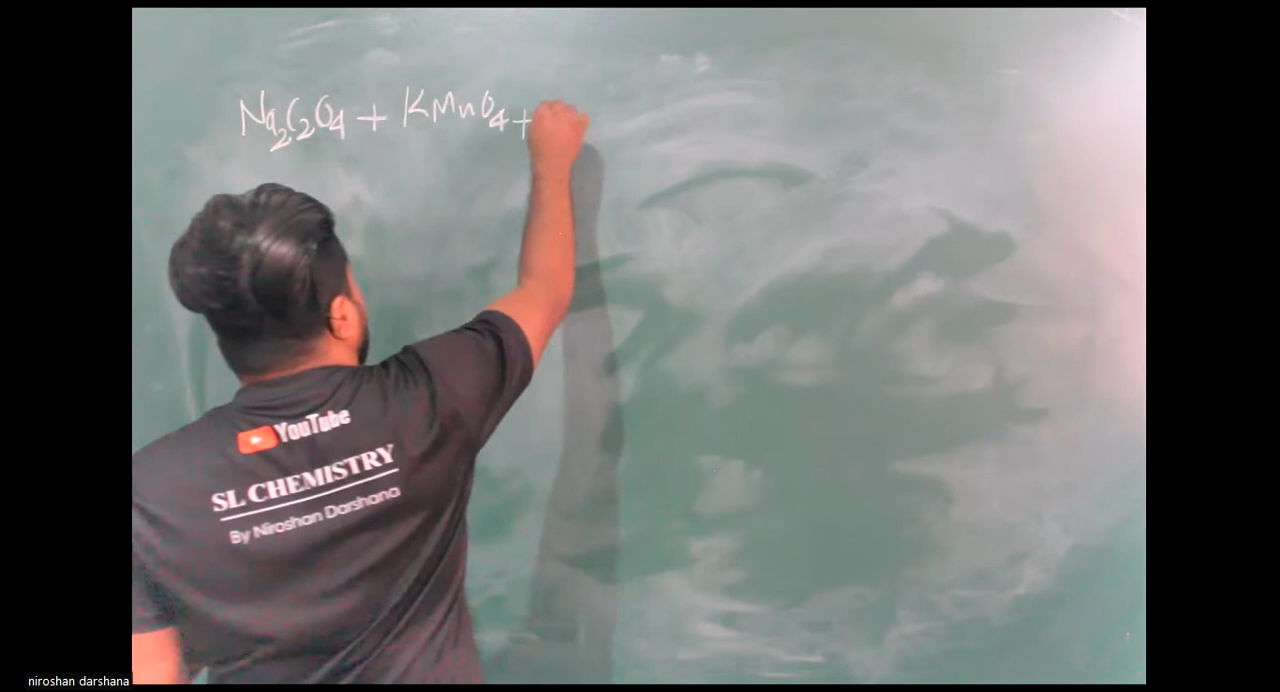 Na₂C₂O₄ + KMnO₄ +
YouTube
SL CHEMISTRY
By Niroshan Darshana
niroshan darshana